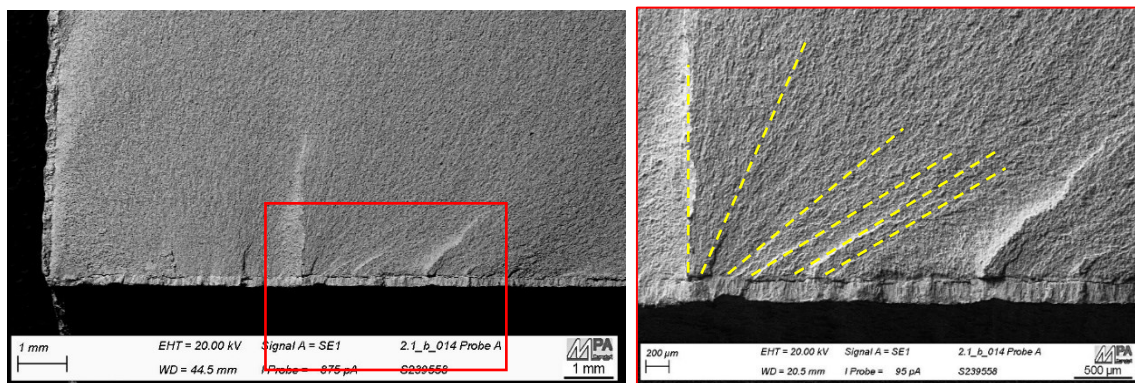 1 mm
EHT = 20.00 kV
Signal A = SE1
2.1_b_014 Probe A
WD = 44.5 mm
I Probe = 875 pA
S239558
MPA
1 mm
200 µm
EHT = 20.00 kV
Signal A = SE1
2.1_b_014 Probe A
WD = 20.5 mm
I Probe = 95 pA
S239558
MPA
500 µm